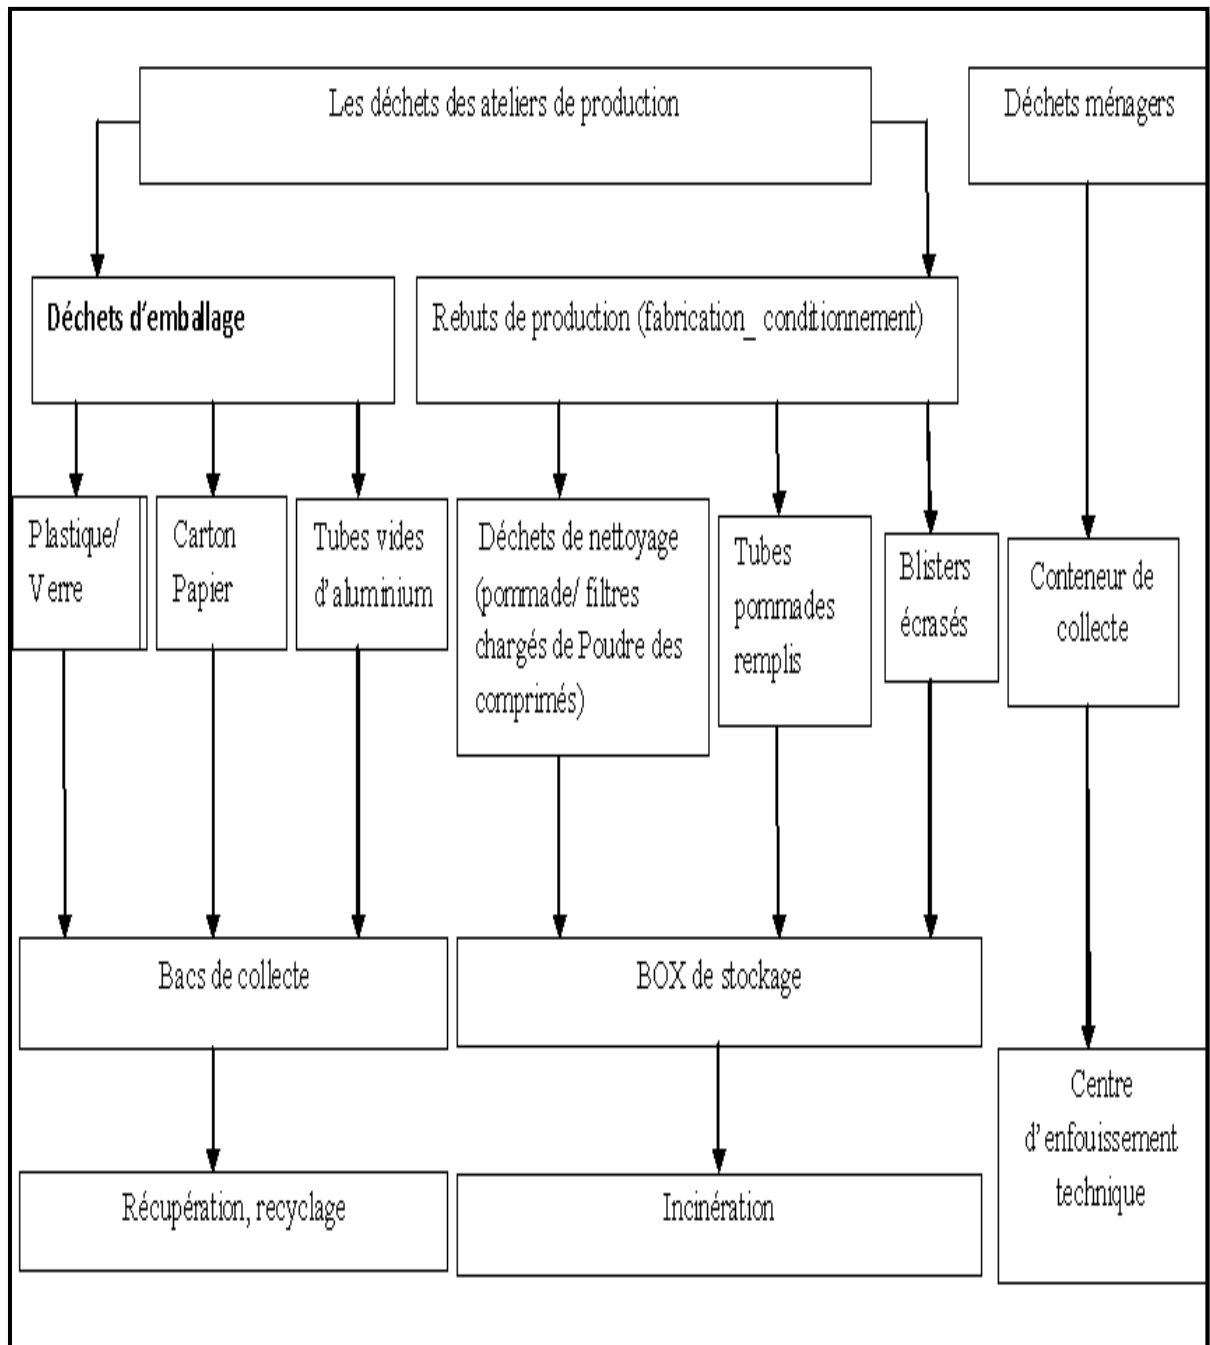 Les déchets des ateliers de production
Déchets ménagers
Déchets d'emballage
Rebuts de production (fabrication_ conditionnement)
Plastique/
Verre
Carton
Papier
Tubes vides
d'aluminium
Déchets de nettoyage
(pommade/ filtres
chargés de Poudre des
comprimés)
Tubes
pommades
remplis
Blisters
écrasés
Conteneur de
collecte
Bacs de collecte
BOX de stockage
Centre
d'enfouissement
technique
Récupération, recyclage
Incinération